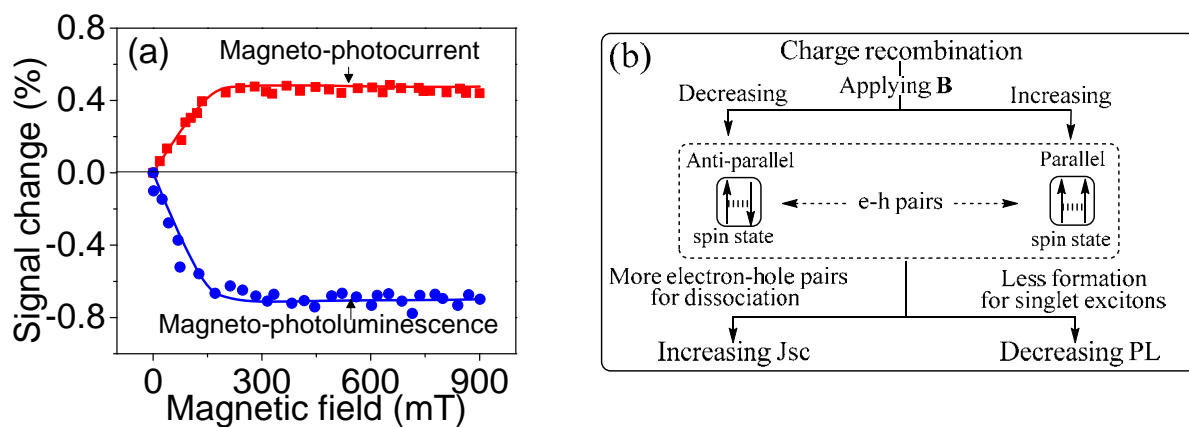 (a)
Magneto-photocurrent
Magneto-photoluminescence
Signal change (%)
0.8
0.4
0.0
-0.4
-0.8
0 300 600 900
Magnetic field (mT)
(b)
Charge recombination
Applying B
Decreasing Increasing
Anti-parallel Parallel
e-h pairs
spin state spin state
More electron-hole pairs
for dissociation
Less formation
for singlet excitons
Increasing Jsc Decreasing PL